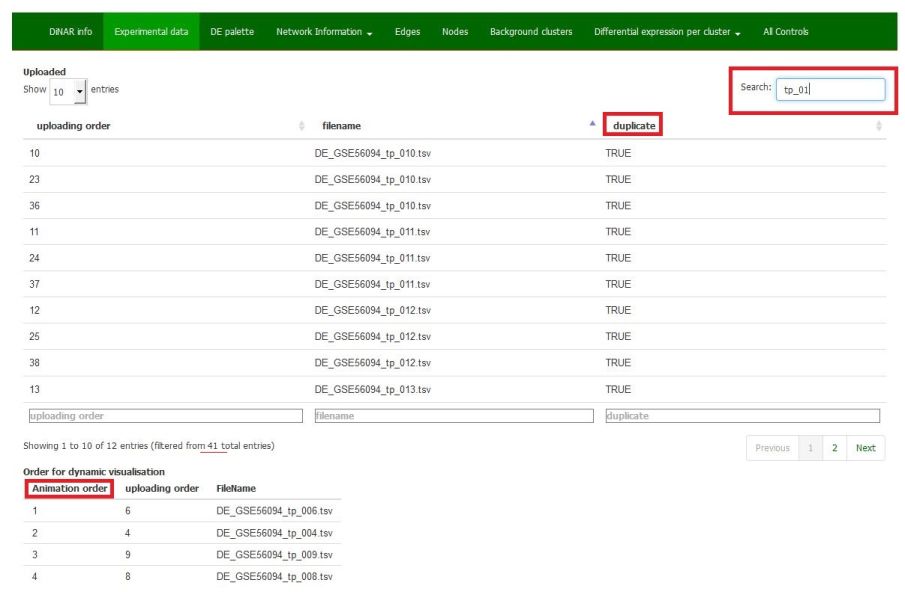 DiNAR info Experimental data DE palette Network Information Edges Nodes Background clusters Differential expression per cluster All Controls
Uploaded
Show 10 entries Search: tp_01
uploading order filename duplicate
10 DE_GSE56094_tp_010.tsv TRUE
23 DE_GSE56094_tp_010.tsv TRUE
36 DE_GSE56094_tp_010.tsv TRUE
11 DE_GSE56094_tp_011.tsv TRUE
24 DE_GSE56094_tp_011.tsv TRUE
37 DE_GSE56094_tp_011.tsv TRUE
12 DE_GSE56094_tp_012.tsv TRUE
25 DE_GSE56094_tp_012.tsv TRUE
38 DE_GSE56094_tp_012.tsv TRUE
13 DE_GSE56094_tp_013.tsv TRUE
uploading order filename duplicate
Showing 1 to 10 of 12 entries (filtered from 41 total entries) Previous 1 2 Next
Order for dynamic visualisation
Animation order uploading order FileName
1 6 DE_GSE56094_tp_006.tsv
2 4 DE_GSE56094_tp_004.tsv
3 9 DE_GSE56094_tp_009.tsv
4 8 DE_GSE56094_tp_008.tsv